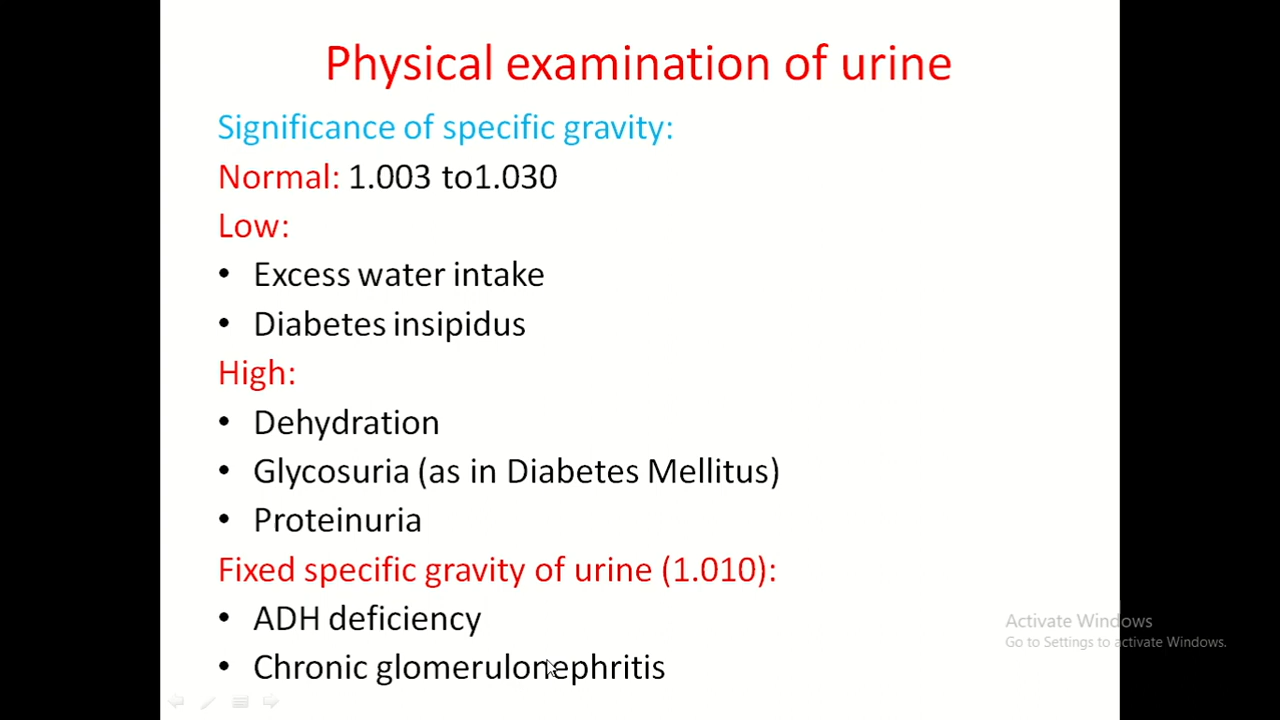 Physical examination of urine
Significance of specific gravity:
Normal: 1.003 to1.030
Low:
• Excess water intake
• Diabetes insipidus
High:
• Dehydration
• Glycosuria (as in Diabetes Mellitus)
• Proteinuria
Fixed specific gravity of urine (1.010):
• ADH deficiency
• Chronic glomerulonephritis
Activate Windows
Go to Settings to activate Windows.